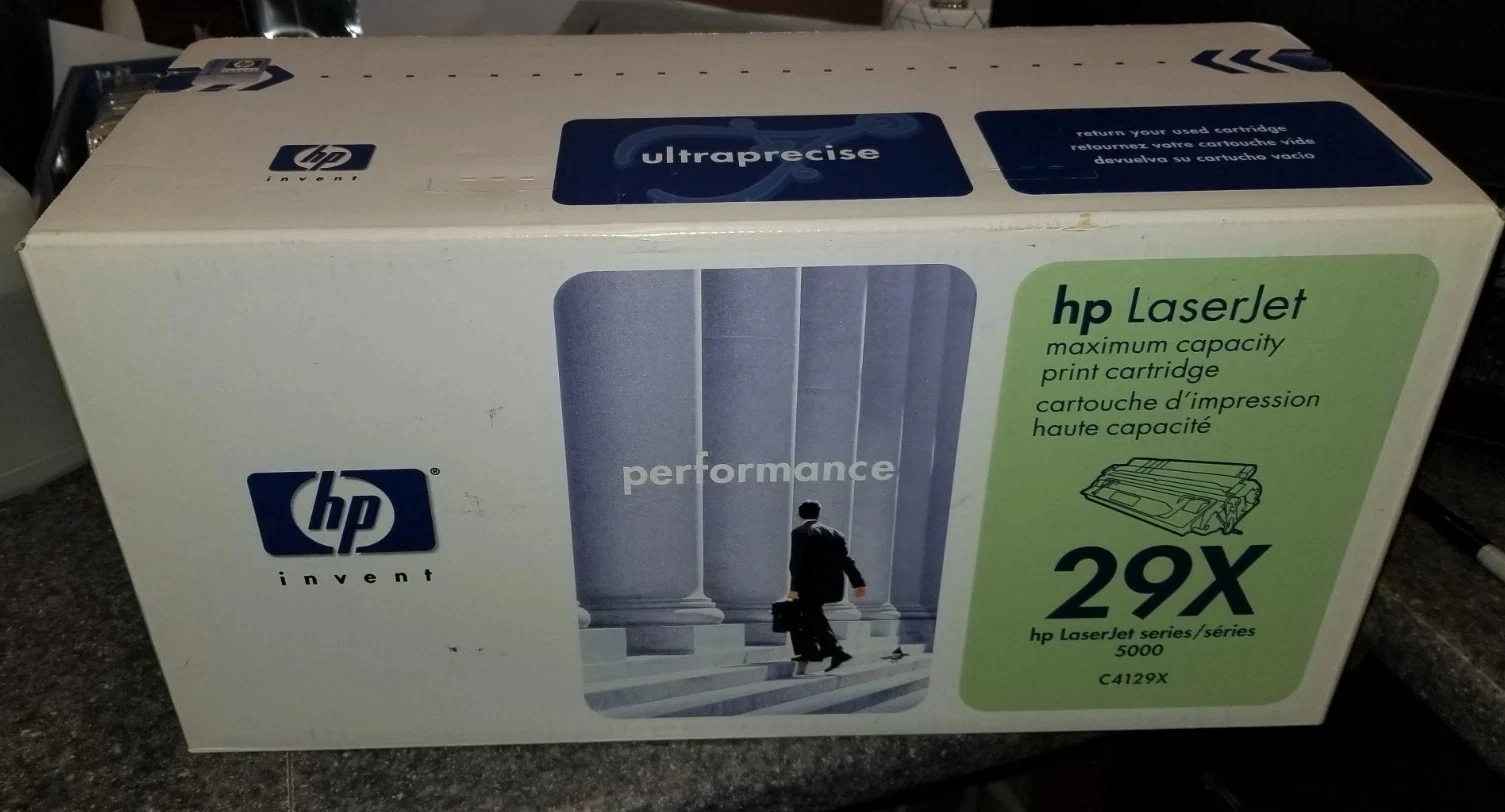 hp
hp
invent
ultraprecise
return your used cartridge
retournez votre cartouche vide
devuelva su cartucho vacio
hp®
invent
performance
hp LaserJet
maximum capacity
print cartridge
cartouche d'impression
haute capacité
29X
hp LaserJet series/séries
5000
C4129X